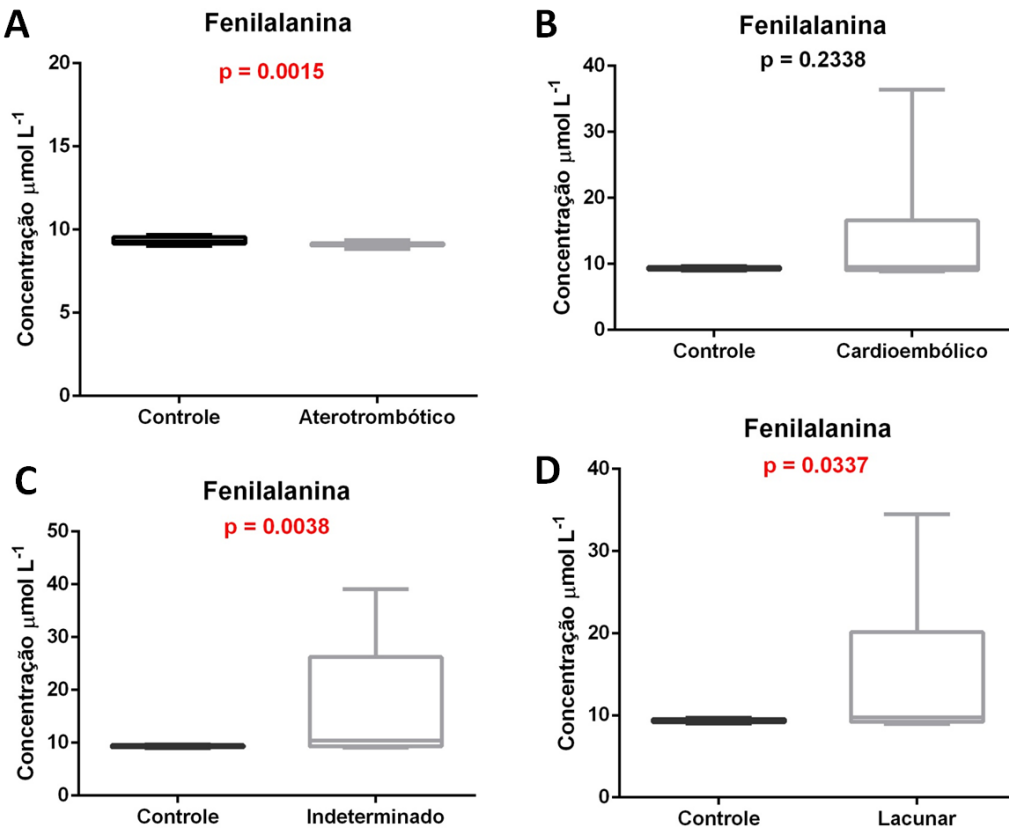 A
Fenilalanina
p = 0.0015
Concentração µmol L-1
20
15
10
5
0
Controle
Aterotrombótico
B
Fenilalanina
p = 0.2338
Concentração µmol L-1
40
30
20
10
0
Controle
Cardioembólico
C
Fenilalanina
p = 0.0038
Concentração µmol L-1
50
40
30
20
10
0
Controle
Indeterminado
D
Fenilalanina
p = 0.0337
Concentração µmol L-1
40
30
20
10
0
Controle
Lacunar